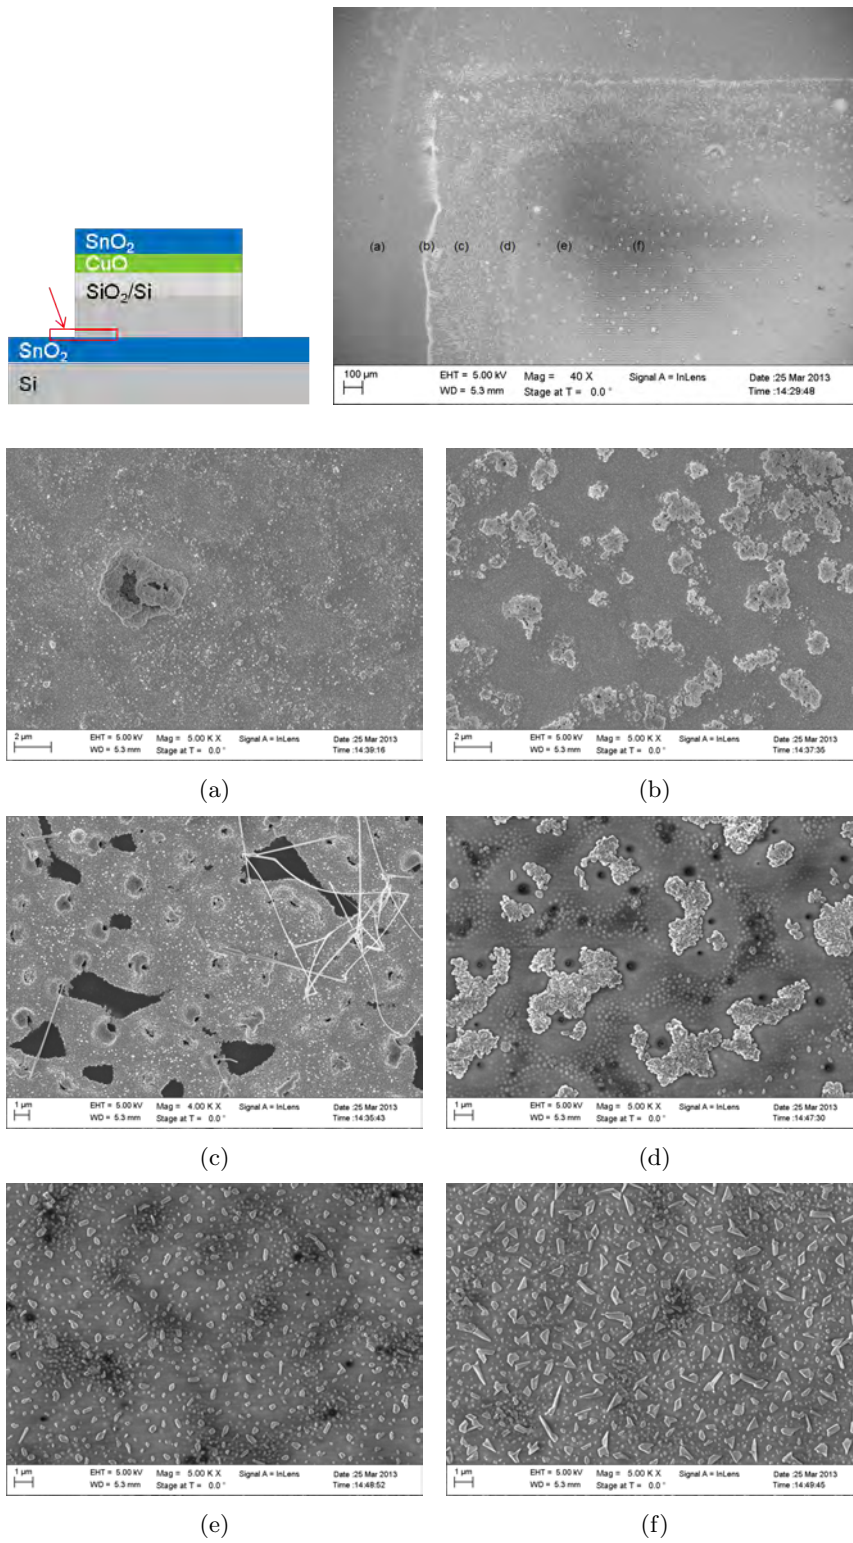 SnO2
CuO
SiO2/Si
SnO2
Si
(a) (b) (c) (d) (e) (f)
100 µm EHT = 5.00 kV Mag = 40 X Signal A = InLens Date :25 Mar 2013
WD = 5.3 mm Stage at T = 0.0 ° Time :14:29:48
2 µm EHT = 5.00 kV Mag = 5.00 K X Signal A = InLens Date :25 Mar 2013
WD = 5.3 mm Stage at T = 0.0 ° Time :14:39:16
(a)
2 µm EHT = 5.00 kV Mag = 5.00 K X Signal A = InLens Date :25 Mar 2013
WD = 5.3 mm Stage at T = 0.0 ° Time :14:37:35
(b)
1 µm EHT = 5.00 kV Mag = 4.00 K X Signal A = InLens Date :25 Mar 2013
WD = 5.3 mm Stage at T = 0.0 ° Time :14:35:43
(c)
1 µm EHT = 5.00 kV Mag = 5.00 K X Signal A = InLens Date :25 Mar 2013
WD = 5.3 mm Stage at T = 0.0 ° Time :14:47:30
(d)
1 µm EHT = 5.00 kV Mag = 5.00 K X Signal A = InLens Date :25 Mar 2013
WD = 5.3 mm Stage at T = 0.0 ° Time :14:48:52
(e)
1 µm EHT = 5.00 kV Mag = 5.00 K X Signal A = InLens Date :25 Mar 2013
WD = 5.3 mm Stage at T = 0.0 ° Time :14:49:45
(f)